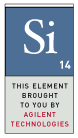 Si
14
THIS ELEMENT
BROUGHT
TO YOU BY
AGILENT
TECHNOLOGIES